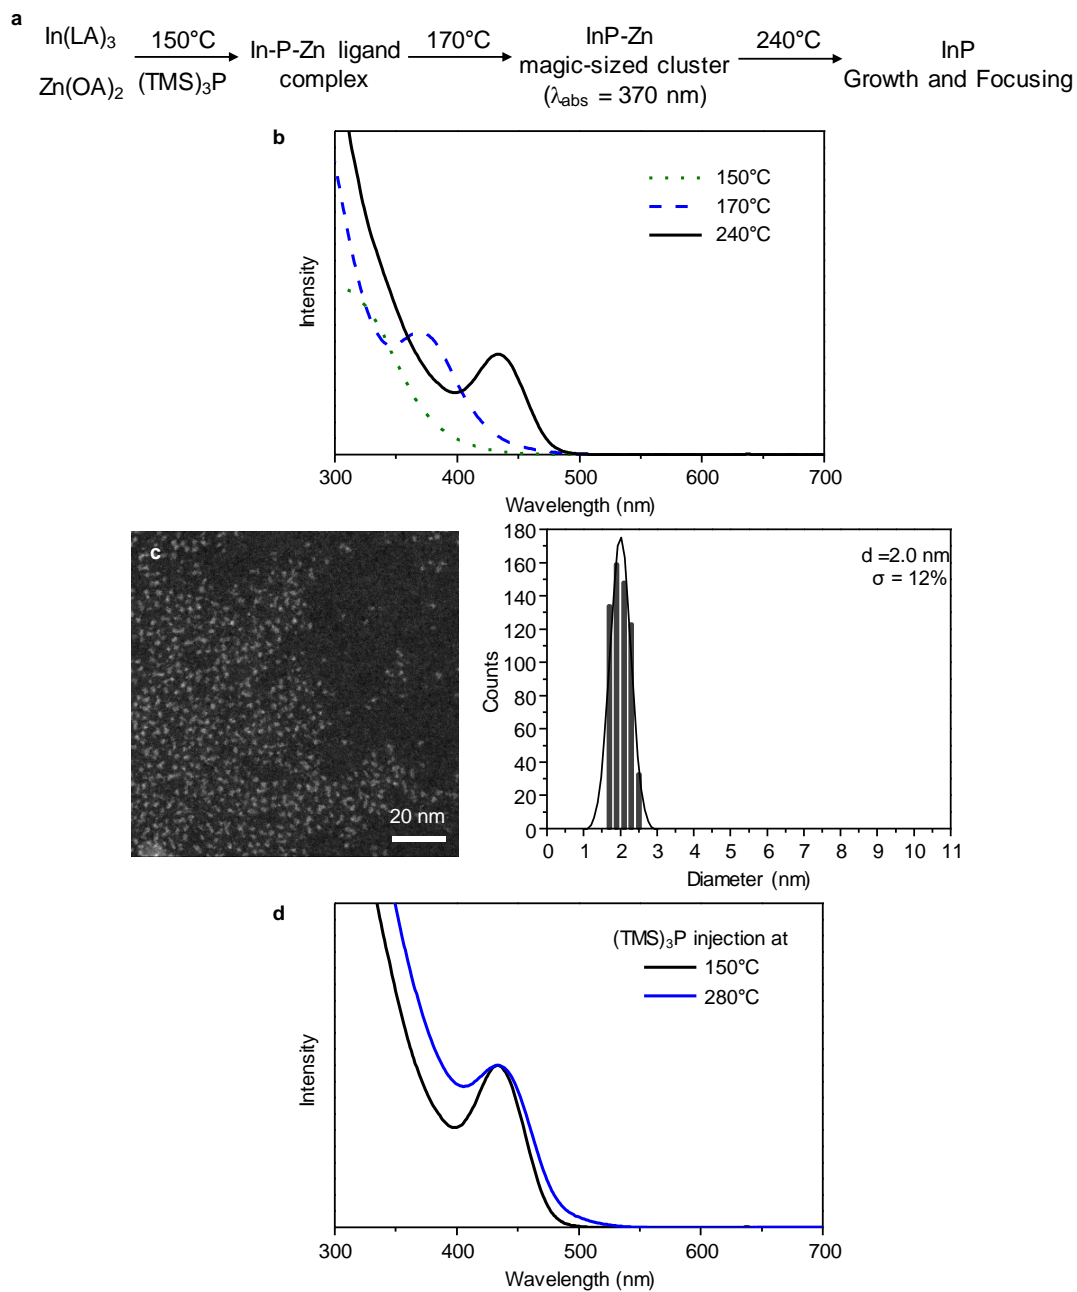 a
In(LA)₃
Zn(OA)₂
150°C
(TMS)₃P
In-P-Zn ligand
complex
170°C
InP-Zn
magic-sized cluster
(λabs = 370 nm)
240°C
InP
Growth and Focusing
b
150°C
170°C
240°C
Intensity
300 400 500 600 700
Wavelength (nm)
c
20 nm
180
160
140
120
100
80
60
40
20
0
Counts
d =2.0 nm
σ = 12%
0 1 2 3 4 5 6 7 8 9 10 11
Diameter (nm)
d
(TMS)₃P injection at
150°C
280°C
Intensity
300 400 500 600 700
Wavelength (nm)